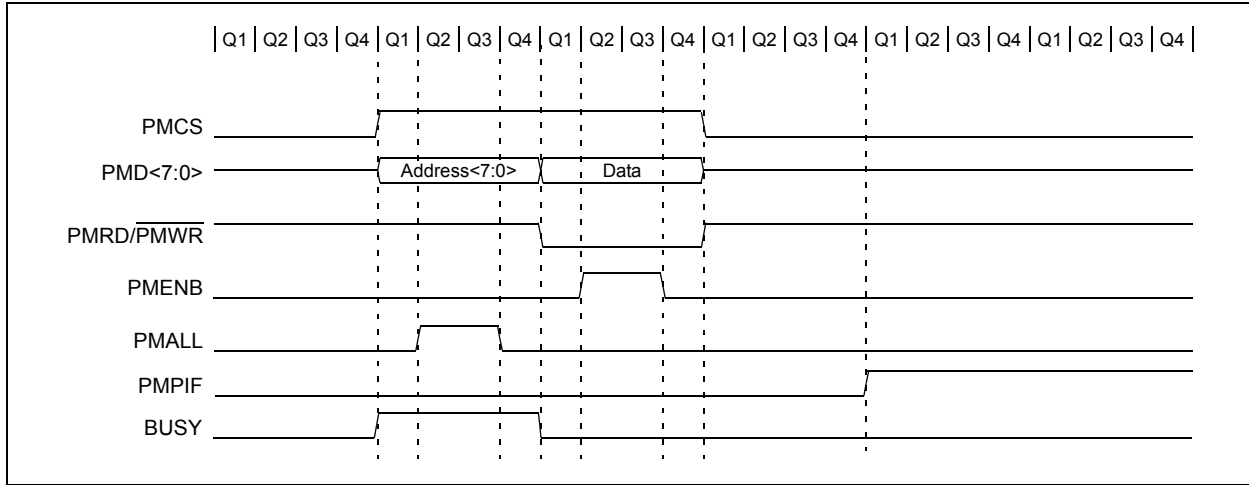 Q1 Q2 Q3 Q4 Q1 Q2 Q3 Q4 Q1 Q2 Q3 Q4 Q1 Q2 Q3 Q4 Q1 Q2 Q3 Q4 Q1 Q2 Q3 Q4
PMCS
PMD<7:0> Address<7:0> Data
PMRD/PMWR
PMENB
PMALL
PMPIF
BUSY